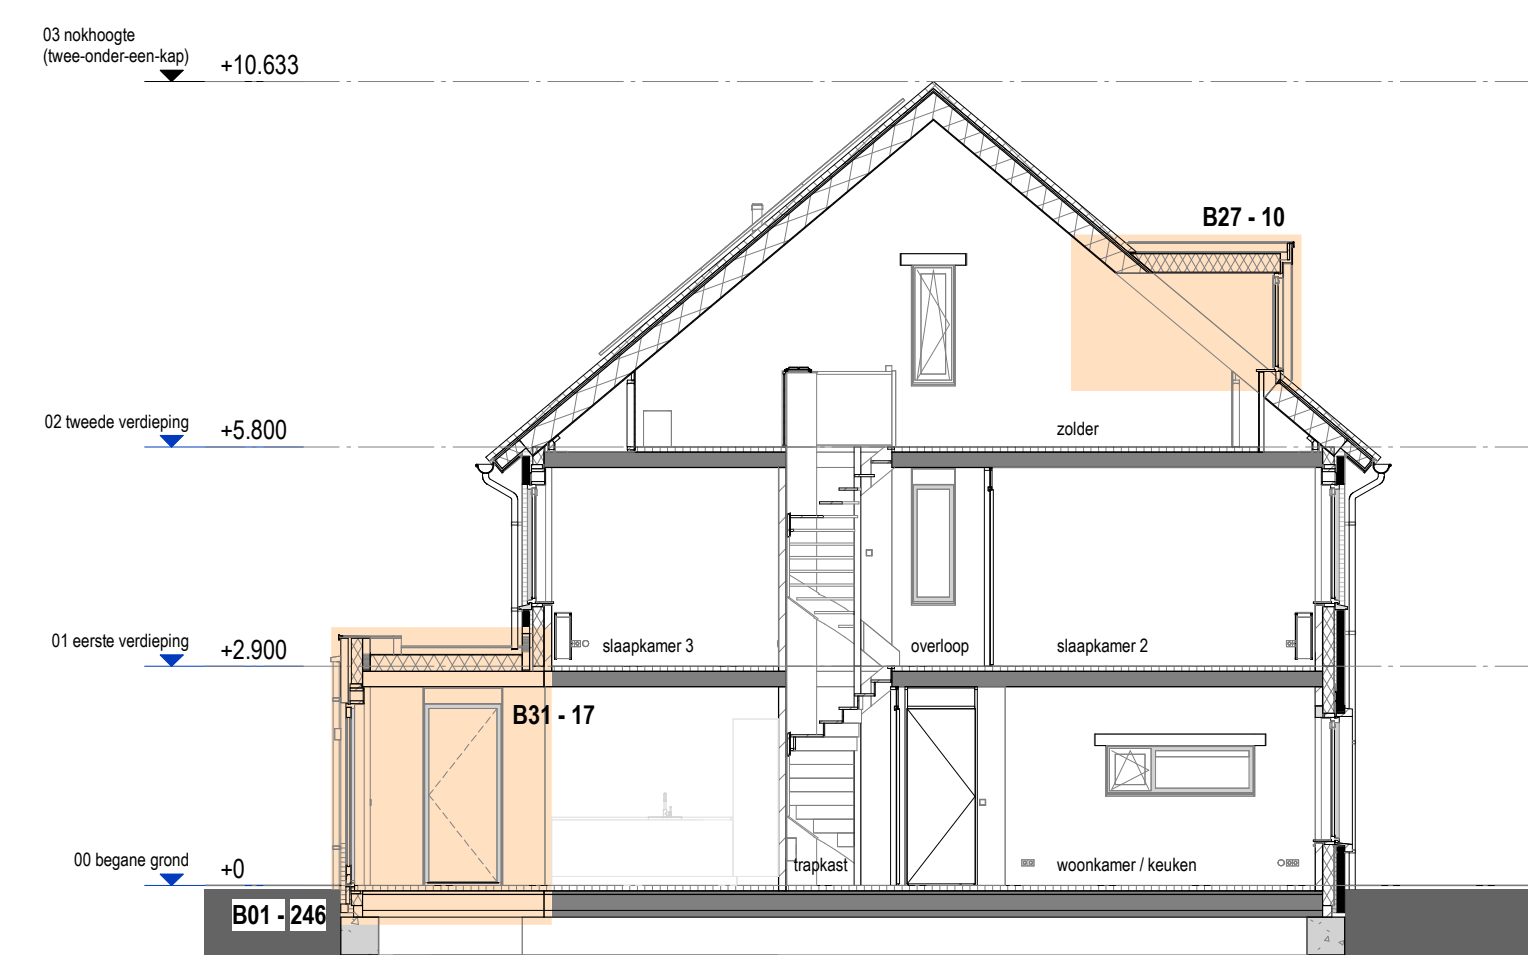 03 nokhoogte
(twee-onder-een-kap)
+10.633
B27 - 10
02 tweede verdieping
+5.800
zolder
01 eerste verdieping
+2.900
slaapkamer 3
overloop
slaapkamer 2
B31 - 17
00 begane grond
+0
trapkast
woonkamer / keuken
B01 - 246